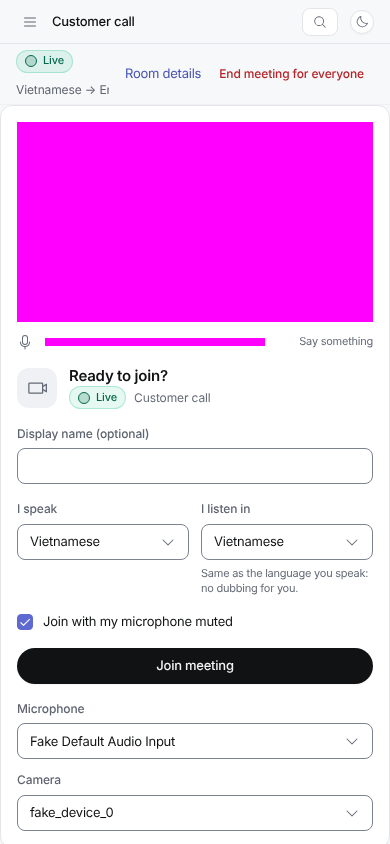 Customer call
Live
Vietnamese →
Room details
End meeting for everyone
Say something
Ready to join?
Live
Customer call
Display name (optional)
I speak
I listen in
Vietnamese
Vietnamese
Same as the language you speak:
no dubbing for you.
Join with my microphone muted
Join meeting
Microphone
Fake Default Audio Input
Camera
fake_device_0